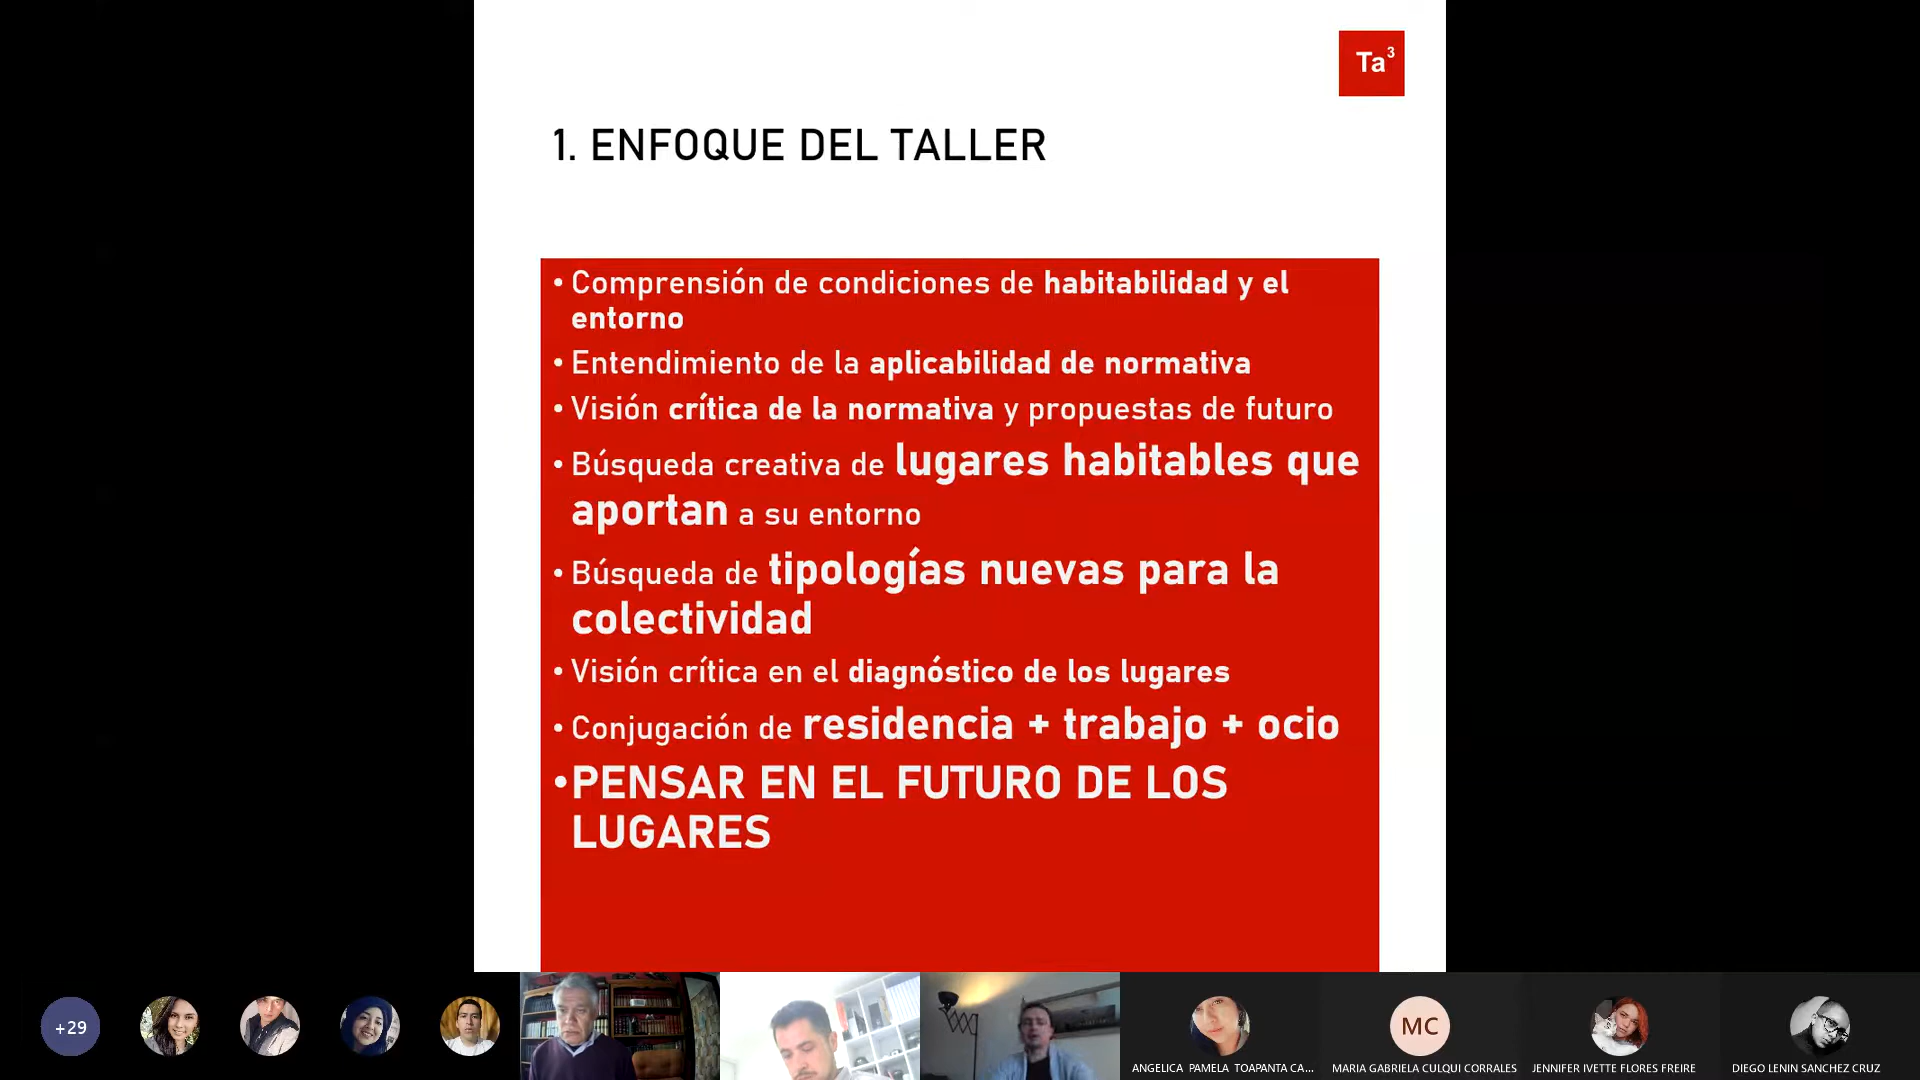 Ta³
1. ENFOQUE DEL TALLER
• Comprensión de condiciones de habitabilidad y el
entorno
• Entendimiento de la aplicabilidad de normativa
• Visión crítica de la normativa y propuestas de futuro
• Búsqueda creativa de lugares habitables que
aportan a su entorno
• Búsqueda de tipologías nuevas para la
colectividad
• Visión crítica en el diagnóstico de los lugares
• Conjugación de residencia + trabajo + ocio
• PENSAR EN EL FUTURO DE LOS
LUGARES
+29
MC
ANGELICA PAMELA TOAPANTA CA...
MARIA GABRIELA CULQUI CORRALES
JENNIFER IVETTE FLORES FREIRE
DIEGO LENIN SANCHEZ CRUZ